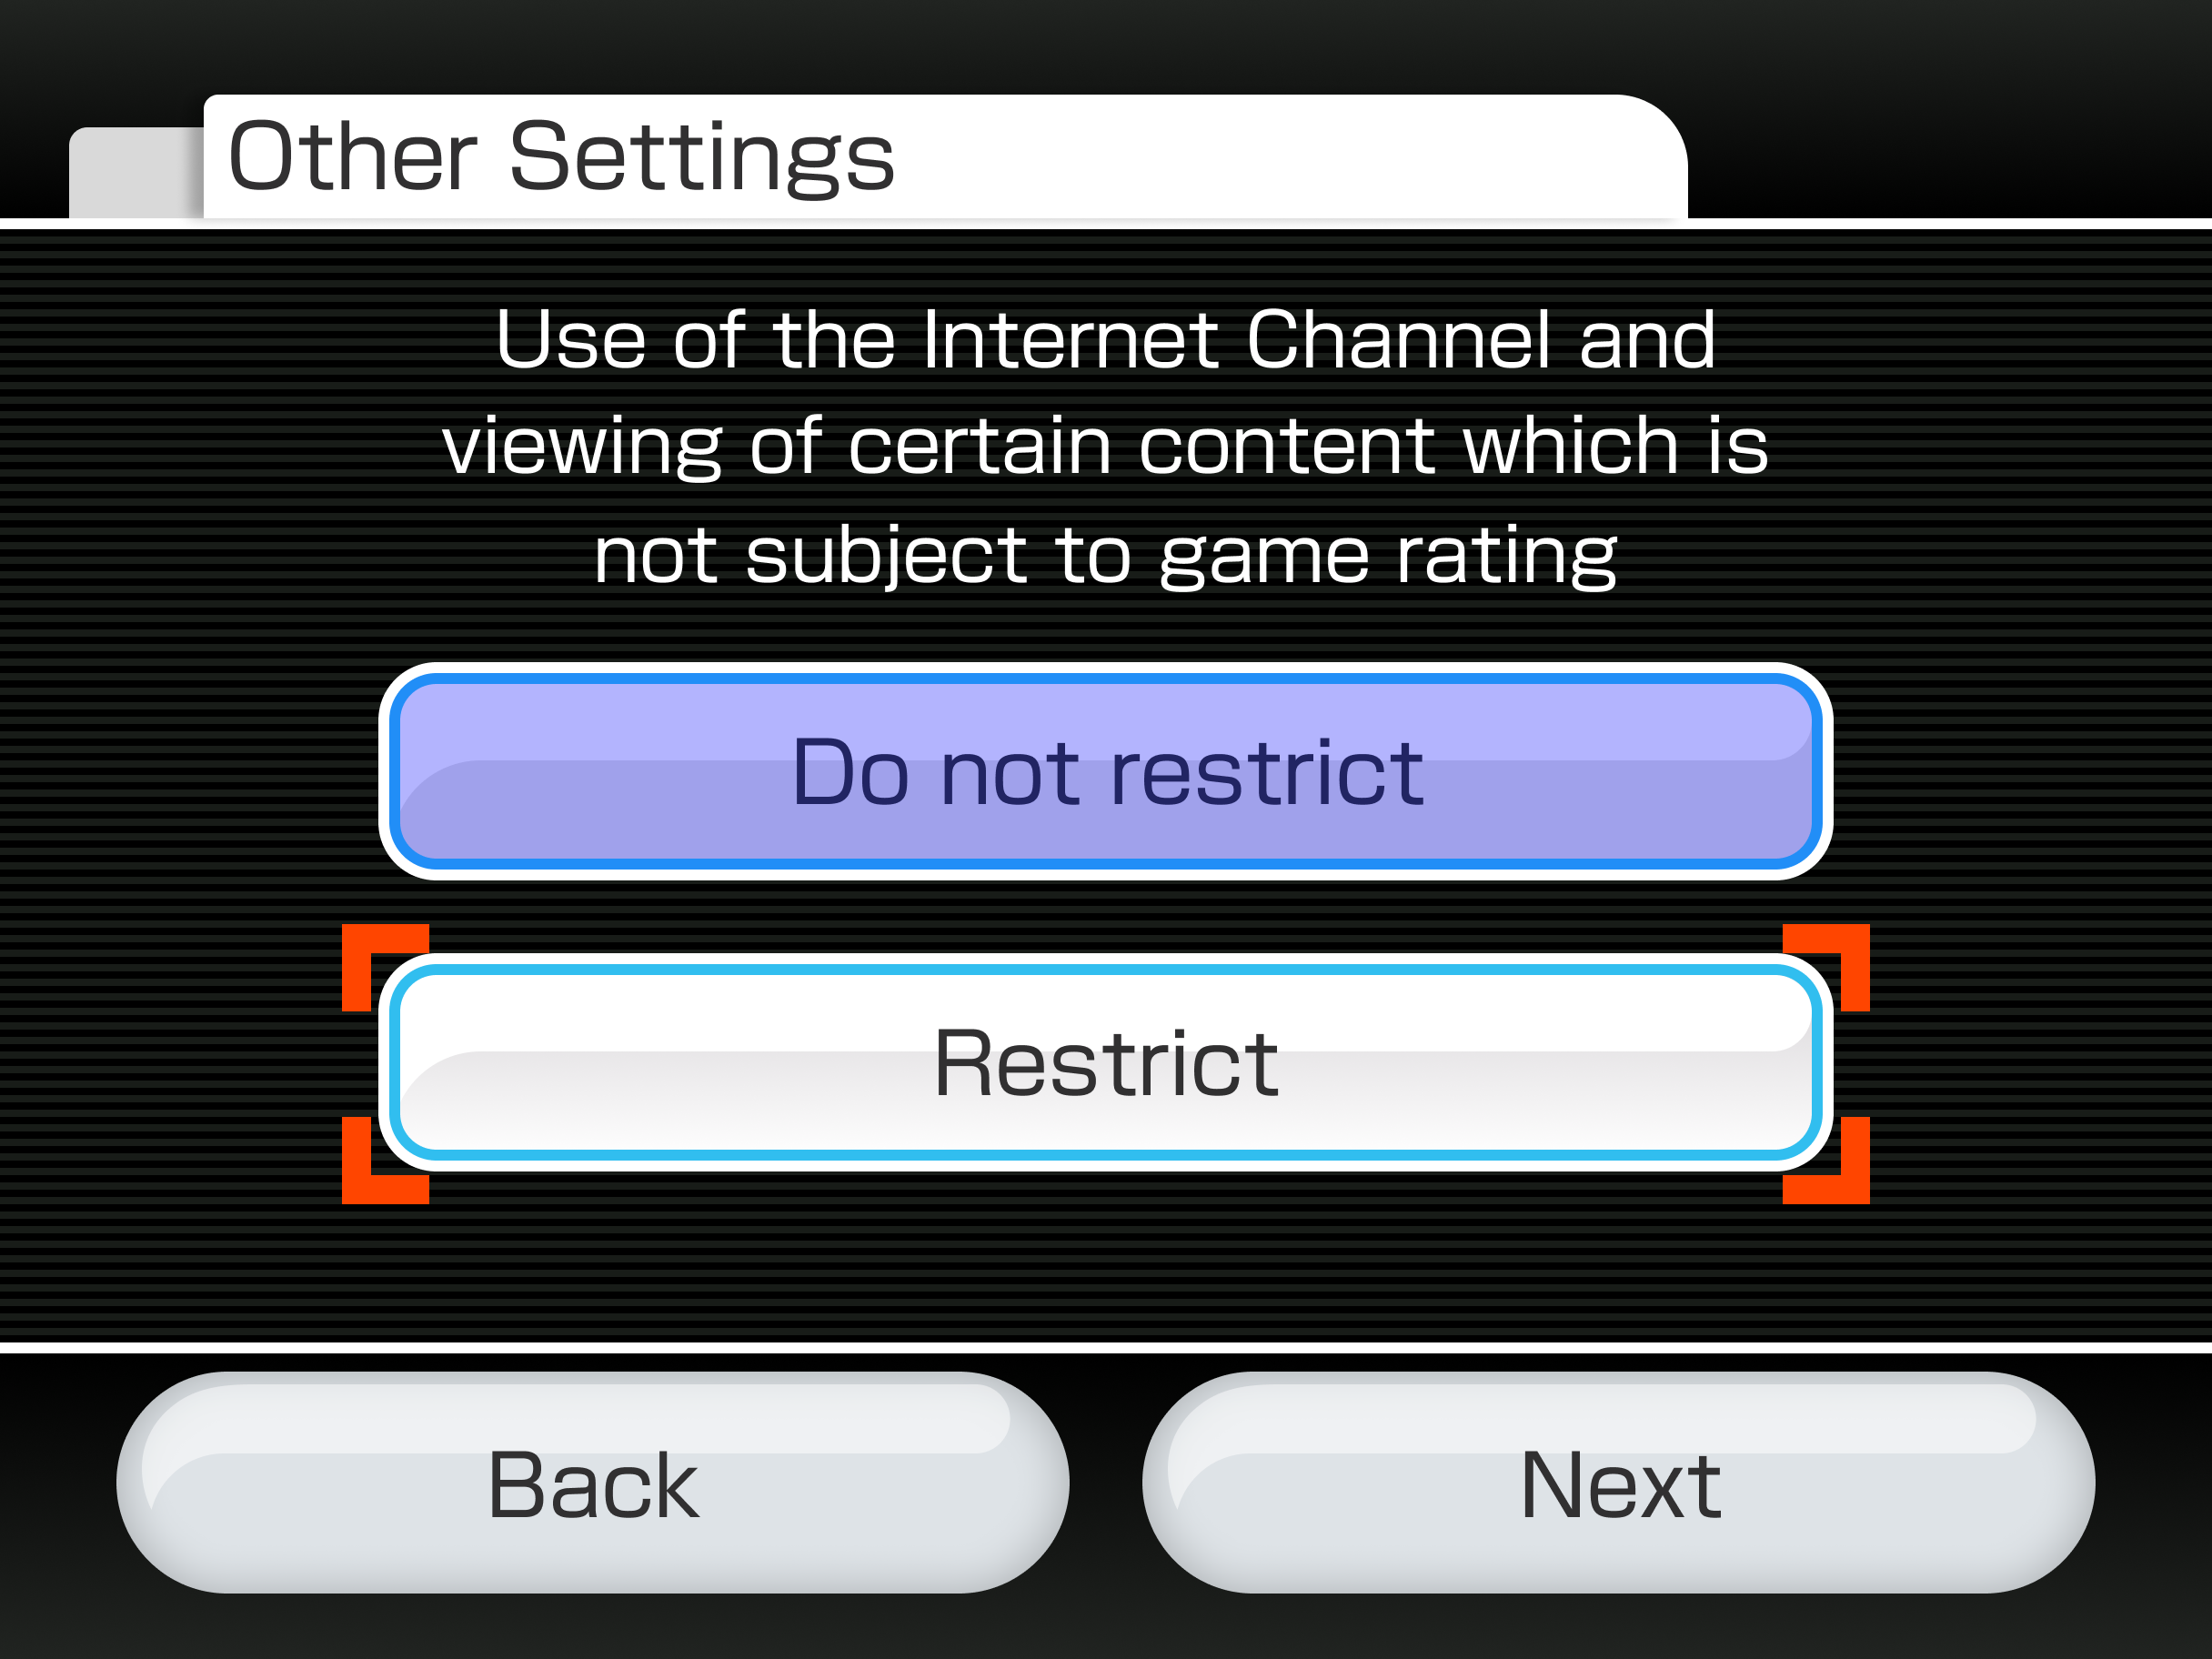 Other Settings
Use of the Internet Channel and
viewing of certain content which is
not subject to game rating
Do not restrict
Restrict
Back
Next